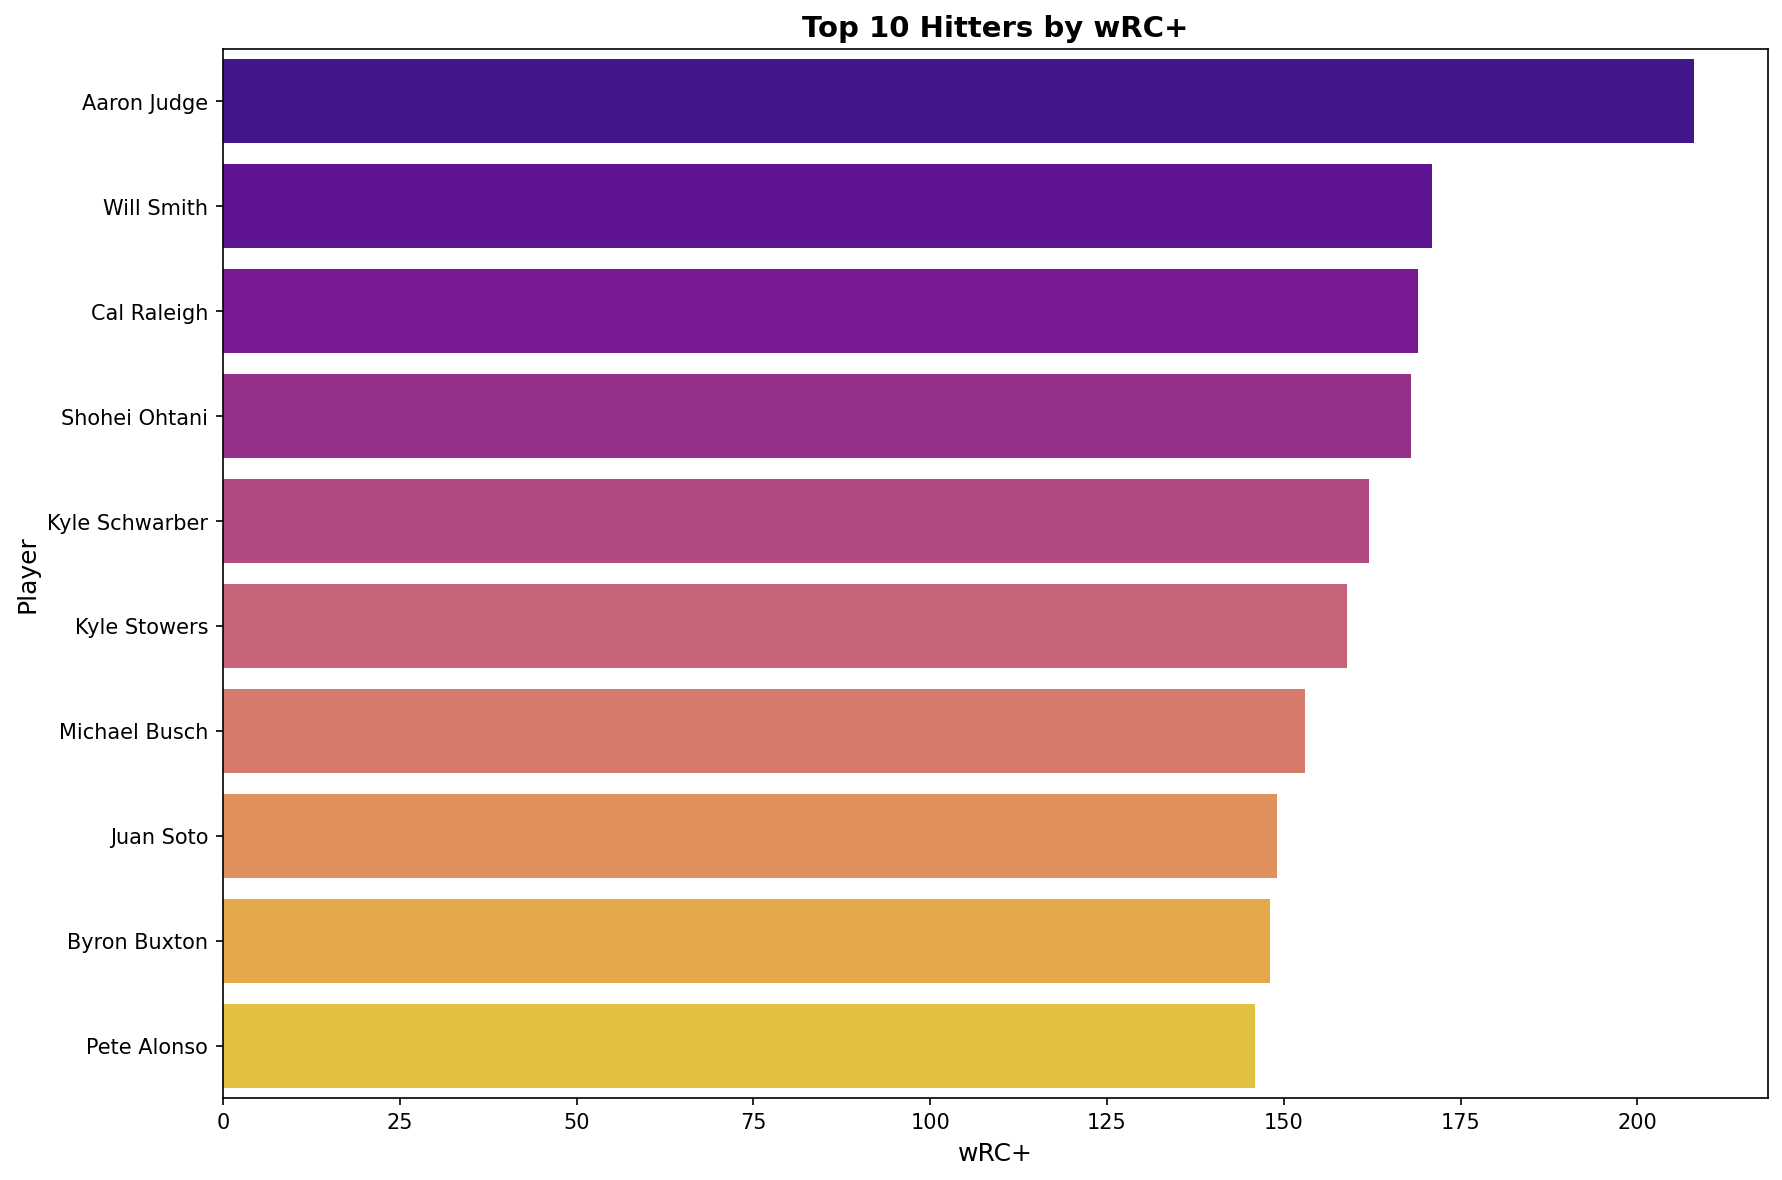 Top 10 Hitters by wRC+
Player
Aaron Judge
Will Smith
Cal Raleigh
Shohei Ohtani
Kyle Schwarber
Kyle Stowers
Michael Busch
Juan Soto
Byron Buxton
Pete Alonso
0 25 50 75 100 125 150 175 200
wRC+